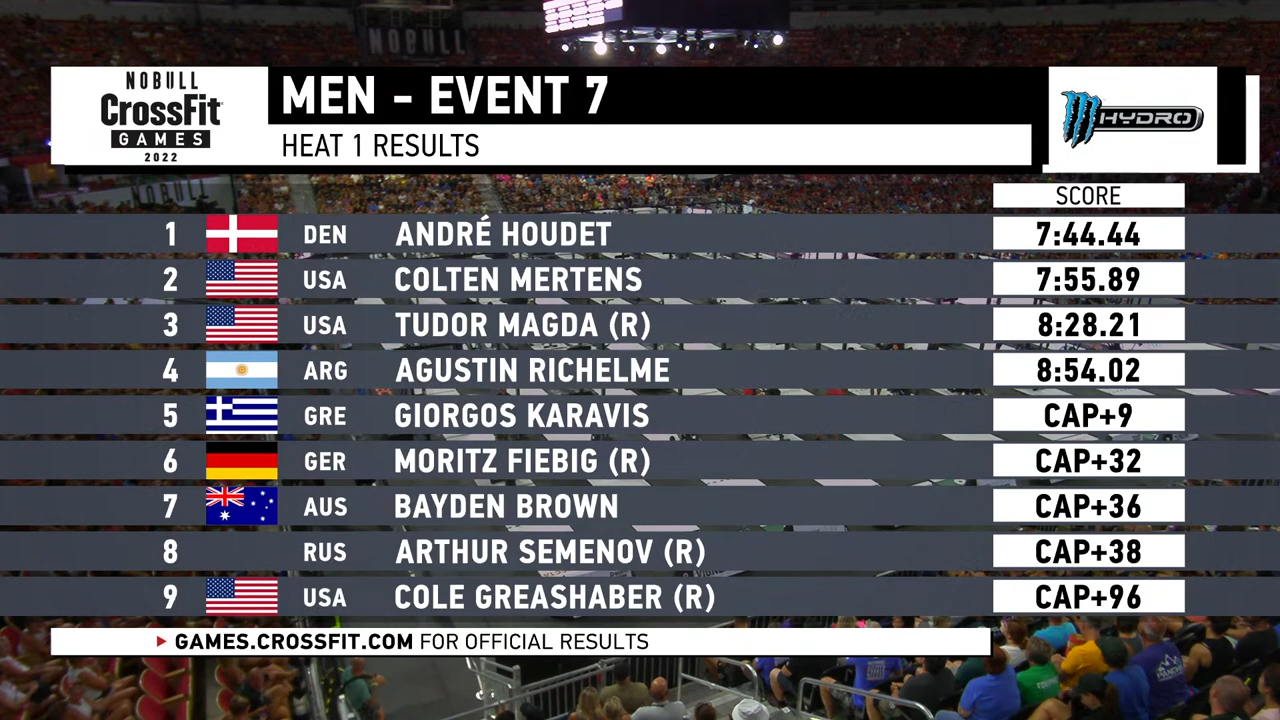 NOBULL
NOBULL
CrossFit
GAMES
2022
MEN - EVENT 7
HEAT 1 RESULTS
HYDRO
NOBULL
SCORE
1 DEN ANDRÉ HOUDET 7:44.44
2 USA COLTEN MERTENS 7:55.89
3 USA TUDOR MAGDA (R) 8:28.21
4 ARG AGUSTIN RICHELME 8:54.02
5 GRE GIORGOS KARAVIS CAP+9
6 GER MORITZ FIEBIG (R) CAP+32
7 AUS BAYDEN BROWN CAP+36
8 RUS ARTHUR SEMENOV (R) CAP+38
9 USA COLE GREASHABER (R) CAP+96
GAMES.CROSSFIT.COM FOR OFFICIAL RESULTS